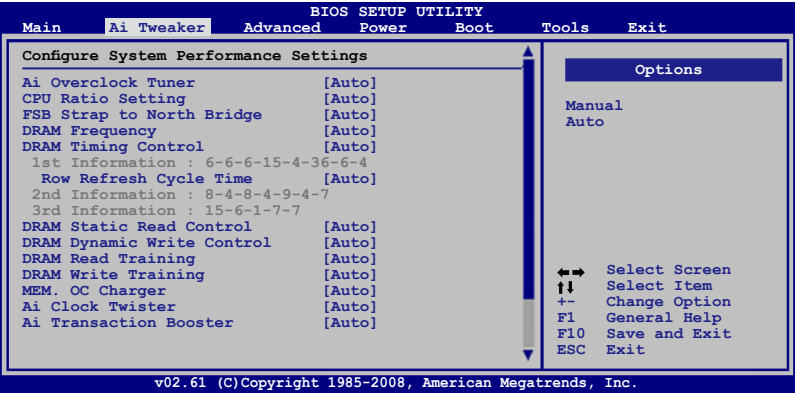 BIOS SETUP UTILITY
Main Ai Tweaker Advanced Power Boot Tools Exit
Configure System Performance Settings
Ai Overclock Tuner [Auto]
CPU Ratio Setting [Auto]
FSB Strap to North Bridge [Auto]
DRAM Frequency [Auto]
DRAM Timing Control [Auto]
1st Information : 6-6-6-15-4-36-6-4
Row Refresh Cycle Time [Auto]
2nd Information : 8-4-8-4-9-4-7
3rd Information : 15-6-1-7-7
DRAM Static Read Control [Auto]
DRAM Dynamic Write Control [Auto]
DRAM Read Training [Auto]
DRAM Write Training [Auto]
MEM. OC Charger [Auto]
Ai Clock Twister [Auto]
Ai Transaction Booster [Auto]
Options
Manual
Auto
←→ Select Screen
↑↓ Select Item
+- Change Option
F1 General Help
F10 Save and Exit
ESC Exit
v02.61 (C)Copyright 1985-2008, American Megatrends, Inc.